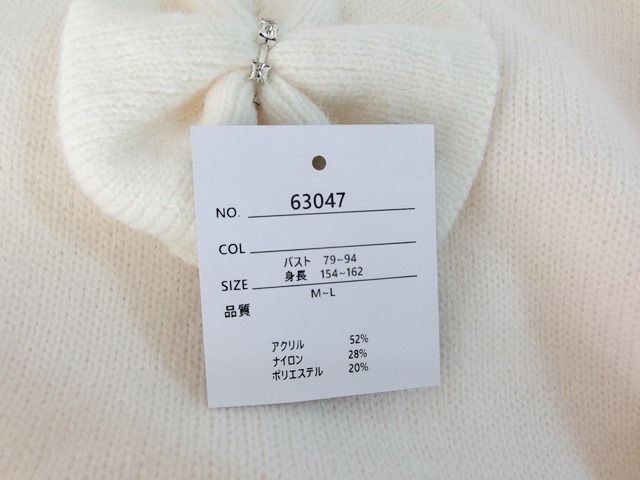 NO. 63047
COL
バスト 79~94
身長 154~162
SIZE
M~L
品質
アクリル 52%
ナイロン 28%
ポリエステル 20%